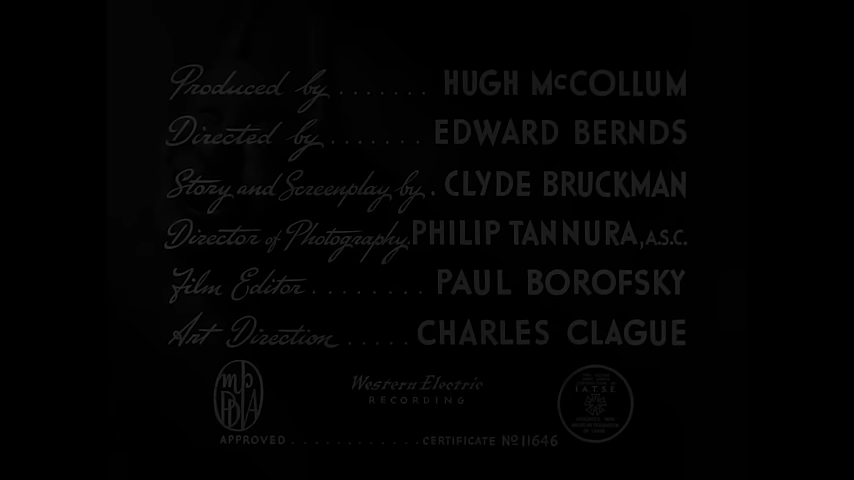 Produced by ....... HUGH McCOLLUM
Directed by ....... EDWARD BERNDS
Story and Screenplay by . CLYDE BRUCKMAN
Director of Photography. PHILIP TANNURA, A.S.C.
Film Editor ........ PAUL BOROFSKY
Art Direction ..... CHARLES CLAGUE
MPPDA
Western Electric
RECORDING
I.A.T.S.E.
APPROVED ............. CERTIFICATE No 11646